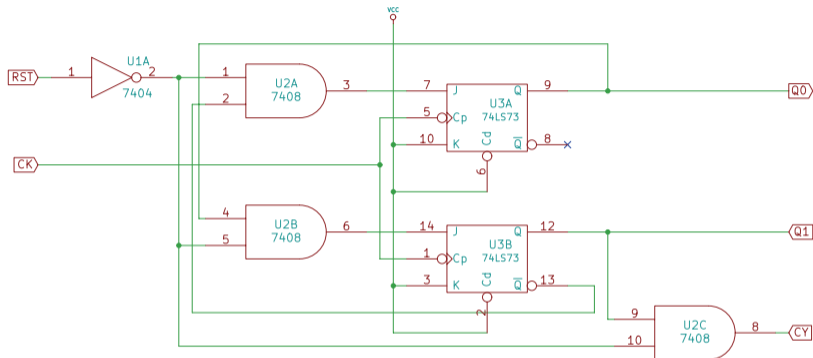 VCC
U1A
RST 1 2 1 3 7 J Q 9 Q0
7404
U2A
7408
2
U3A
74LS73
5 Cp
10 K Cd Q 8
6
CK
4 6 14 J Q 12 Q1
U2B
7408
5
U3B
74LS73
1 Cp
3 K Cd Q 13
2
9 8 CY
U2C
7408
10